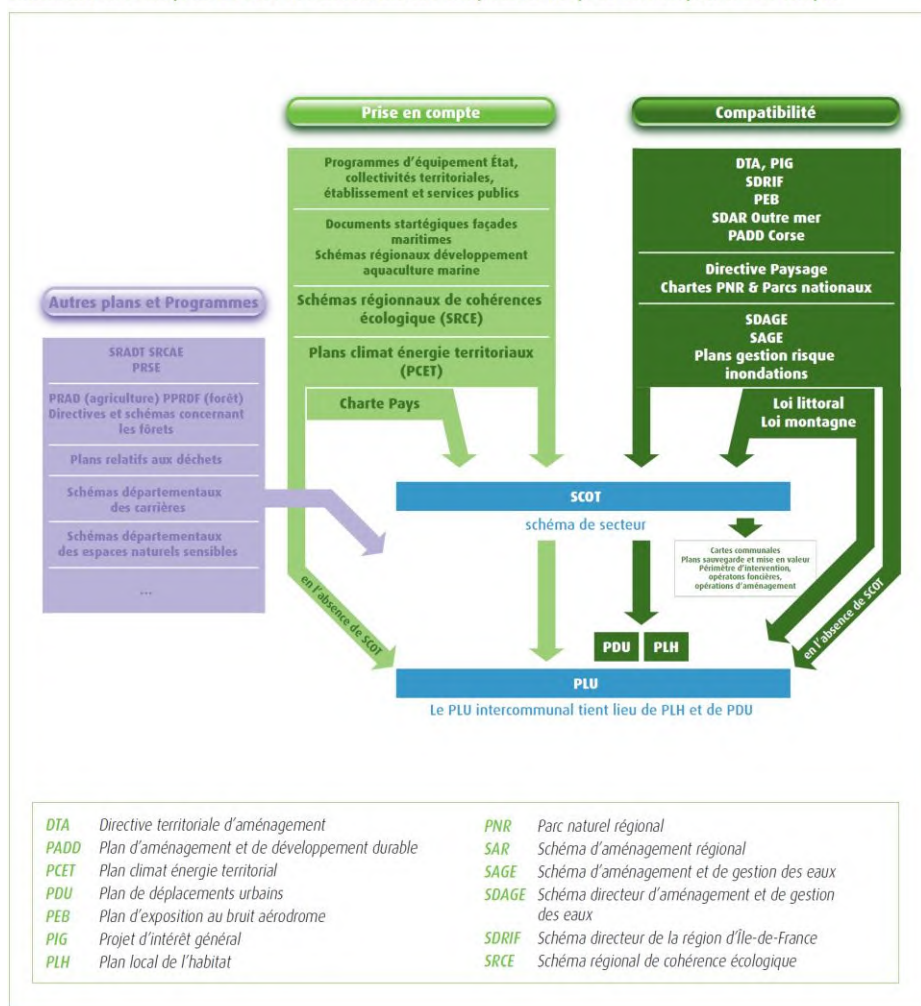 Prise en compte
Programmes d'équipement État,
collectivités territoriales,
établissement et services publics
Documents startégiques façades
maritimes
Schémas régionaux développement
aquaculture marine
Schémas régionnaux de cohérences
écologique (SRCE)
Plans climat énergie territoriaux
(PCET)
Charte Pays
Compatibilité
DTA, PIG
SDRIF
PEB
SDAR Outre mer
PADD Corse
Directive Paysage
Chartes PNR & Parcs nationaux
SDAGE
SAGE
Plans gestion risque
inondations
Loi littoral
Loi montagne
Autres plans et Programmes
SRADT SRCAE
PRSE
PRAD (agriculture) PPRDF (forêt)
Directives et schémas concernant
les fôrets
Plans relatifs aux déchets
Schémas départementaux
des carrières
Schémas départementaux
des espaces naturels sensibles
...
SCOT
schéma de secteur
Cartes communales
Plans sauvegarde et mise en valeur
Périmètre d'intervention,
opératons foncières,
opérations d'aménagement
en l'absence de SCOT
en l'absence de SCOT
PDU
PLH
PLU
Le PLU intercommunal tient lieu de PLH et de PDU
DTA Directive territoriale d'aménagement
PADD Plan d'aménagement et de développement durable
PCET Plan climat énergie territorial
PDU Plan de déplacements urbains
PEB Plan d'exposition au bruit aérodrome
PIG Projet d'intérêt général
PLH Plan local de l'habitat
PNR Parc naturel régional
SAR Schéma d'aménagement régional
SAGE Schéma d'aménagement et de gestion des eaux
SDAGE Schéma directeur d'aménagement et de gestion
des eaux
SDRIF Schéma directeur de la région d'Île-de-France
SRCE Schéma régional de cohérence écologique